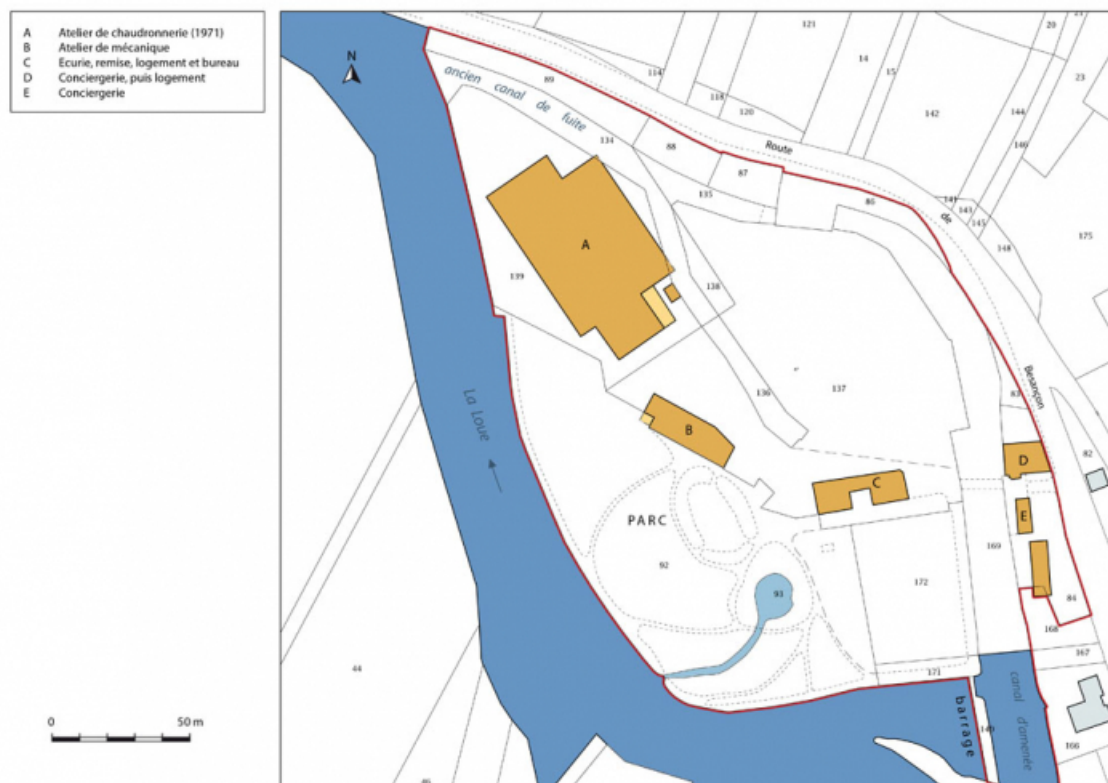 A Atelier de chaudronnerie (1971)
B Atelier de mécanique
C Ecurie, remise, logement et bureau
D Conciergerie, puis logement
E Conciergerie
N
121
20
14
15
23
114
89
ancien canal de fuite
118
120
142
144
146
134
88
Route
87
135
86
141
143
145
de
148
175
A
139
138
La Loue
136
137
Besançon
83
B
82
D
C
E
PARC
169
92
172
93
84
168
167
44
171
0 50 m
barrage
canal d'amenée
166